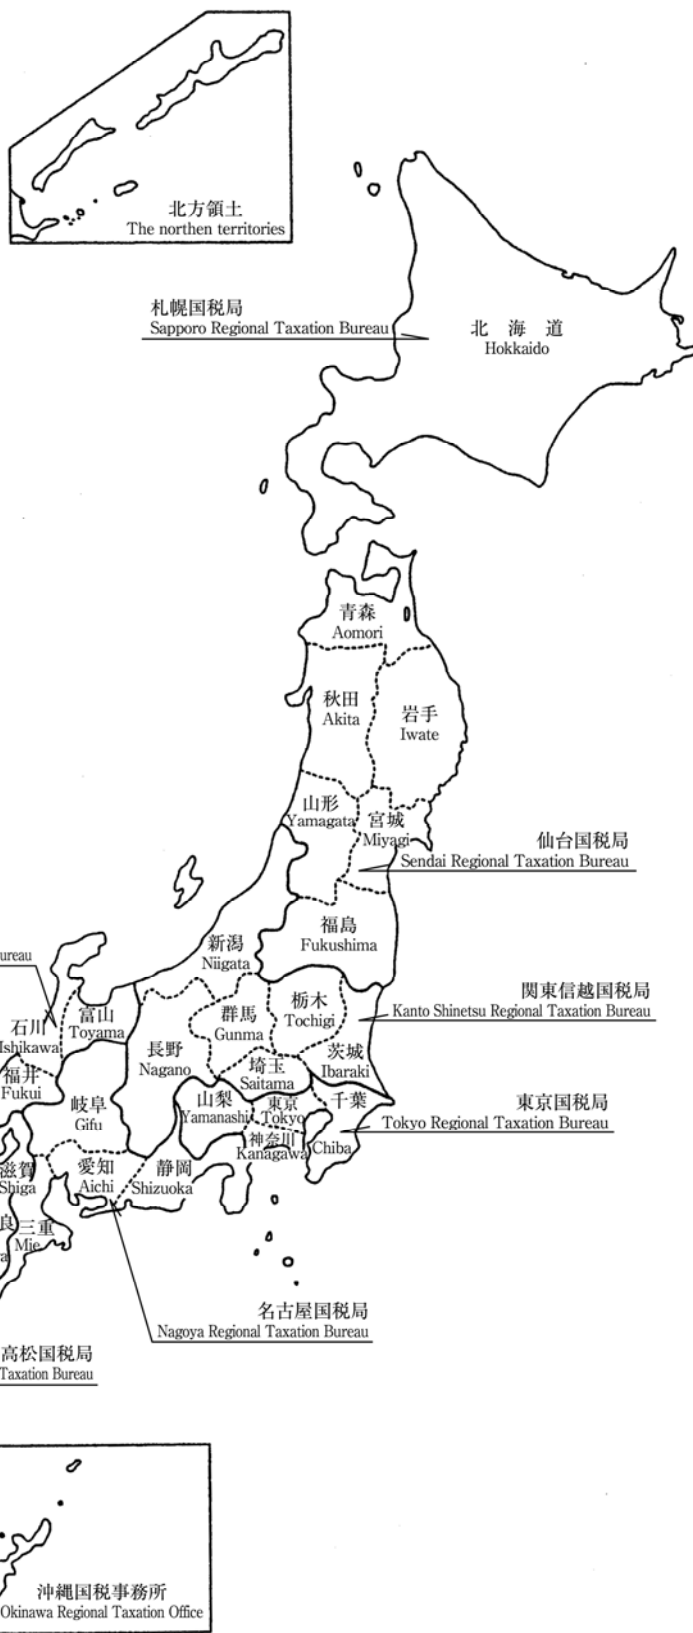 北方領土
The northen territories
札幌国税局
Sapporo Regional Taxation Bureau
北 海 道
Hokkaido
青森
Aomori
秋田
Akita
岩手
Iwate
山形
Yamagata
宮城
Miyagi
仙台国税局
Sendai Regional Taxation Bureau
福島
Fukushima
新潟
Niigata
ureau
関東信越国税局
Kanto Shinetsu Regional Taxation Bureau
栃木
Tochigi
群馬
Gunma
富山
Toyama
石川
Ishikawa
長野
Nagano
茨城
Ibaraki
埼玉
Saitama
福井
Fukui
岐阜
Gifu
山梨
Yamanashi
東京
Tokyo
千葉
Chiba
東京国税局
Tokyo Regional Taxation Bureau
神奈川
Kanagawa
滋賀
Shiga
愛知
Aichi
静岡
Shizuoka
良
ra
三重
Mie
名古屋国税局
Nagoya Regional Taxation Bureau
高松国税局
Taxation Bureau
沖縄国税事務所
Okinawa Regional Taxation Office